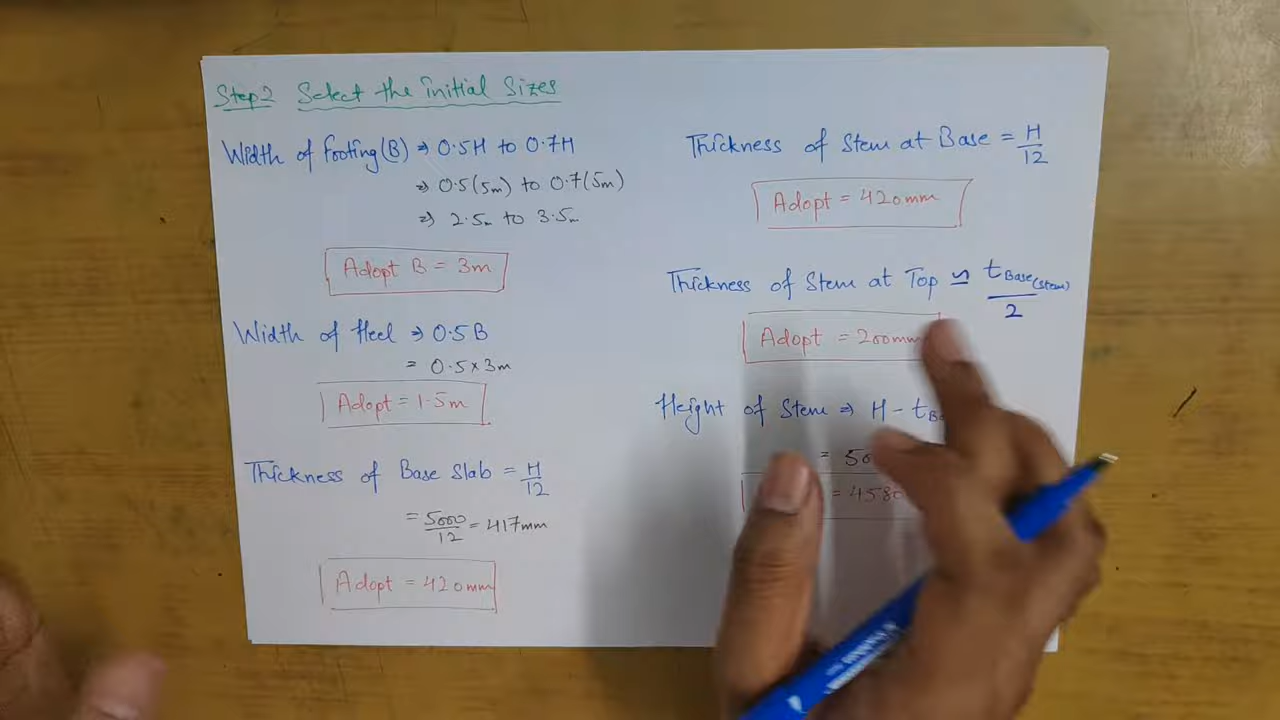 Step2 Select the initial Sizes
Width of footing(B) ⇒ 0.5H to 0.7H
⇒ 0.5(5m) to 0.7(5m)
⇒ 2.5m to 3.5m
Adopt B = 3m
Width of Heel ⇒ 0.5B
= 0.5×3m
Adopt = 1.5m
Thickness of Base Slab = H/12
= 5000/12 = 417mm
Adopt = 420mm
Thickness of Stem at Base = H/12
Adopt = 420mm
Thickness of Stem at Top ≃ tBase(stem)/2
Adopt = 200mm
Height of Stem ⇒ H -
=
= 4580